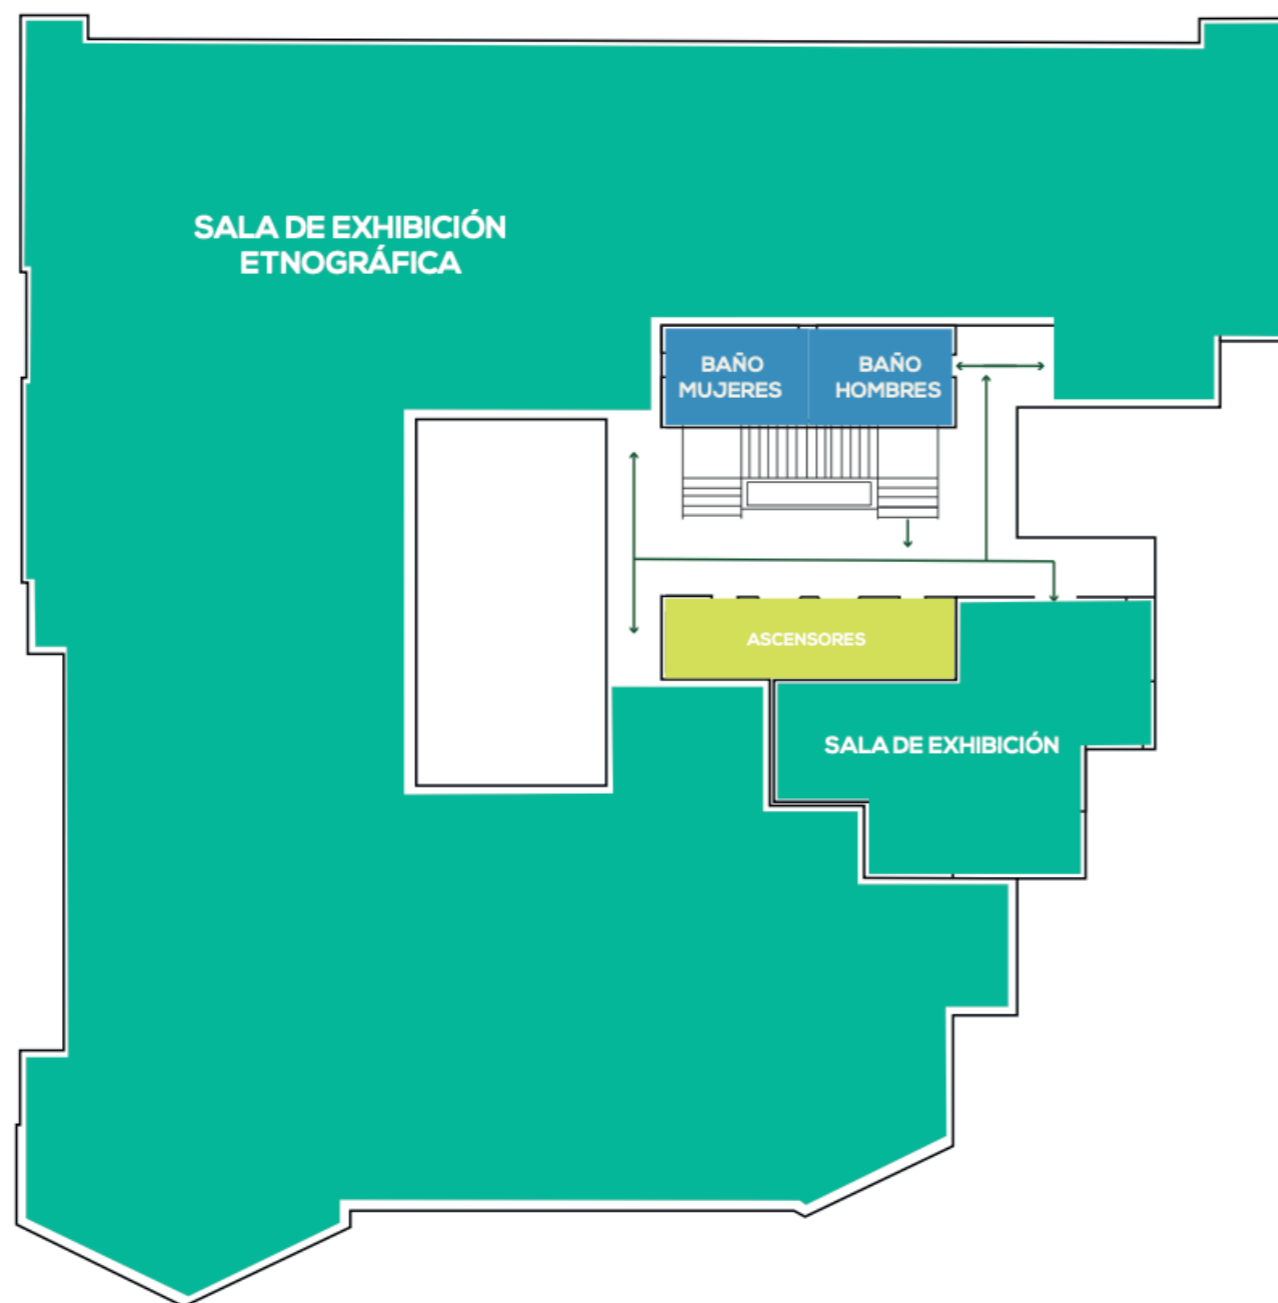 SALA DE EXHIBICIÓN
ETNOGRÁFICA
BAÑO
MUJERES
BAÑO
HOMBRES
ASCENSORES
SALA DE EXHIBICIÓN